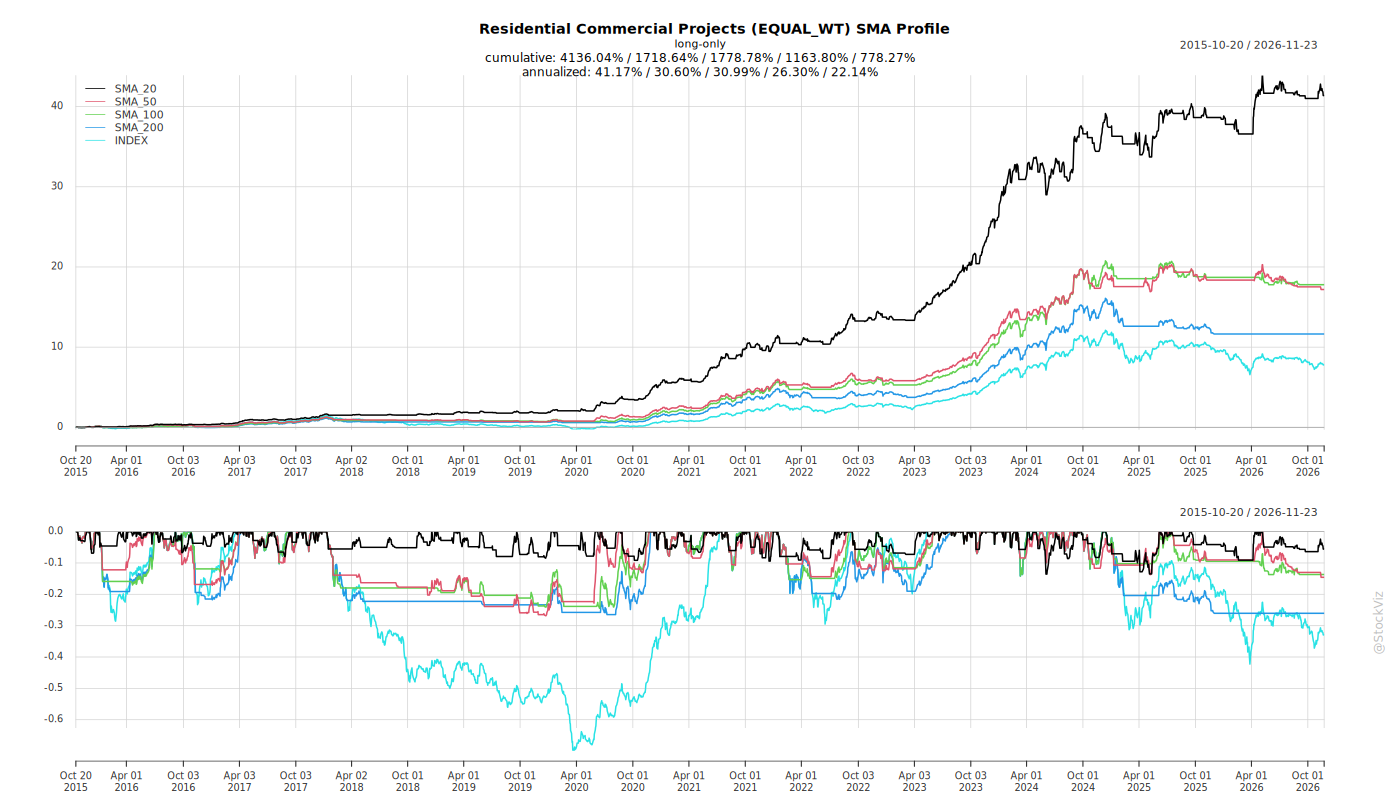 Residential Commercial Projects (EQUAL_WT) SMA Profile
long-only
2015-10-20 / 2026-11-23
cumulative: 4136.04% / 1718.64% / 1778.78% / 1163.80% / 778.27%
annualized: 41.17% / 30.60% / 30.99% / 26.30% / 22.14%
SMA_20
SMA_50
SMA_100
SMA_200
INDEX
40
30
20
10
0
Oct 20 Apr 01 Oct 03 Apr 03 Oct 03 Apr 02 Oct 01 Apr 01 Oct 01 Apr 01 Oct 01 Apr 01 Oct 01 Apr 01 Oct 03 Apr 03 Oct 03 Apr 01 Oct 01 Apr 01 Oct 01 Apr 01 Oct 01
2015 2016 2016 2017 2017 2018 2018 2019 2019 2020 2020 2021 2021 2022 2022 2023 2023 2024 2024 2025 2025 2026 2026
2015-10-20 / 2026-11-23
0.0
-0.1
-0.2
-0.3
-0.4
-0.5
-0.6
Oct 20 Apr 01 Oct 03 Apr 03 Oct 03 Apr 02 Oct 01 Apr 01 Oct 01 Apr 01 Oct 01 Apr 01 Oct 01 Apr 01 Oct 03 Apr 03 Oct 03 Apr 01 Oct 01 Apr 01 Oct 01 Apr 01 Oct 01
2015 2016 2016 2017 2017 2018 2018 2019 2019 2020 2020 2021 2021 2022 2022 2023 2023 2024 2024 2025 2025 2026 2026
@StockViz